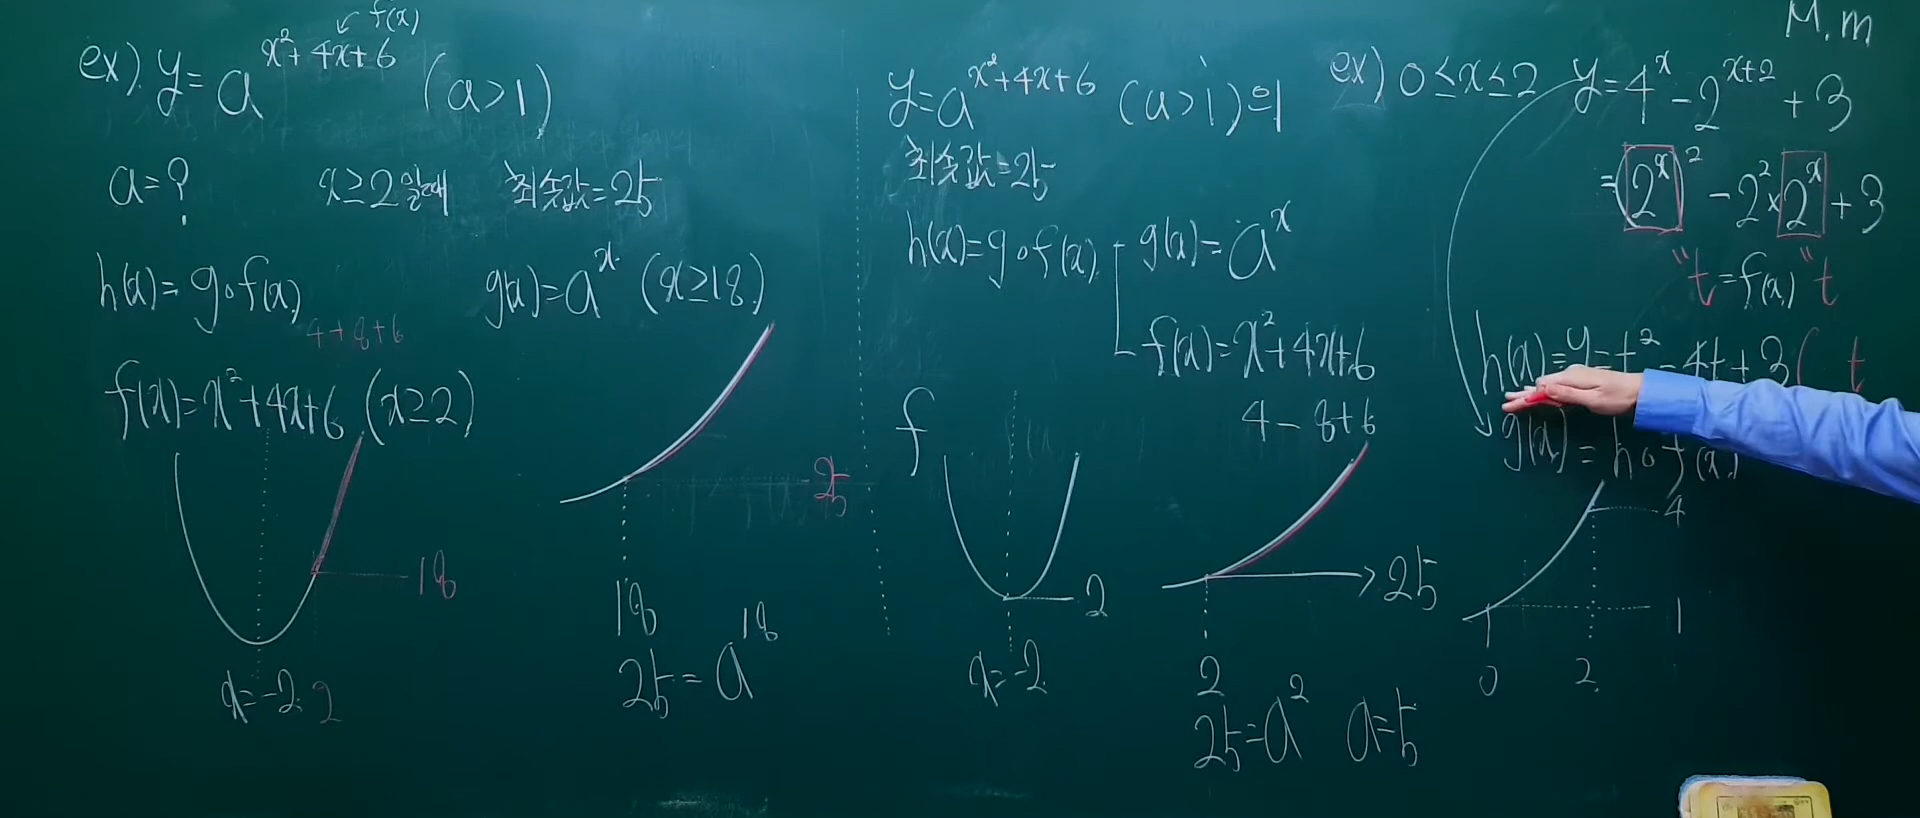 ex) y = a^{x²+4x+6} (a>1)
f(x)
a=?
x≥2일때 최솟값=25
h(x)=g∘f(x)
g(x)=a^x (x≥18)
4+8+6
f(x)=x²+4x+6 (x≥2)
18
x=-2
2
25
18
25=a^{18}
y=a^{x²+4x+6} (a>1)의
최솟값=25
h(x)=g∘f(x)
g(x)=a^x
f(x)=x²+4x+6
4-8+6
f
2
x=-2
25
2
25=a² a=5
M.m
ex) 0≤x≤2 y=4^x-2^{x+2}+3
=(2^x)²-2²×2^x+3
"t=f(x)" t
h(x)=y=t²-4t+3( t
g(x)=h∘f(x)
4
1
0 2